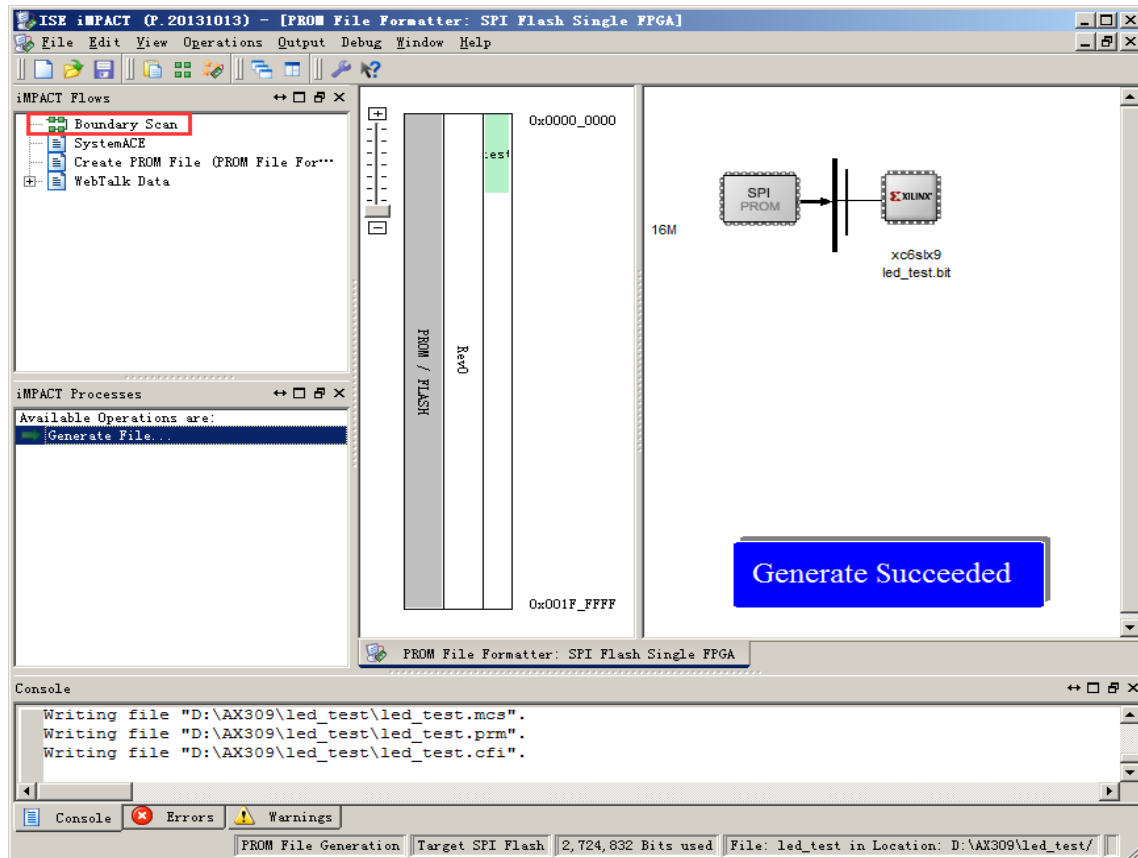 ISE iMPACT (P.20131013) - [PROM File Formatter: SPI Flash Single FPGA]
File Edit View Operations Output Debug Window Help
iMPACT Flows
Boundary Scan
SystemACE
Create PROM File (PROM File For...
WebTalk Data
iMPACT Processes
Available Operations are:
Generate File...
0x0000_0000
PROM / FLASH
Rev0
0x001F_FFFF
16M
SPI
PROM
XILINX
xc6slx9
led_test.bit
Generate Succeeded
PROM File Formatter: SPI Flash Single FPGA
Console
Writing file "D:\AX309\led_test\led_test.mcs".
Writing file "D:\AX309\led_test\led_test.prm".
Writing file "D:\AX309\led_test\led_test.cfi".
Console Errors Warnings
PROM File Generation Target SPI Flash 2,724,832 Bits used File: led_test in Location: D:\AX309\led_test/